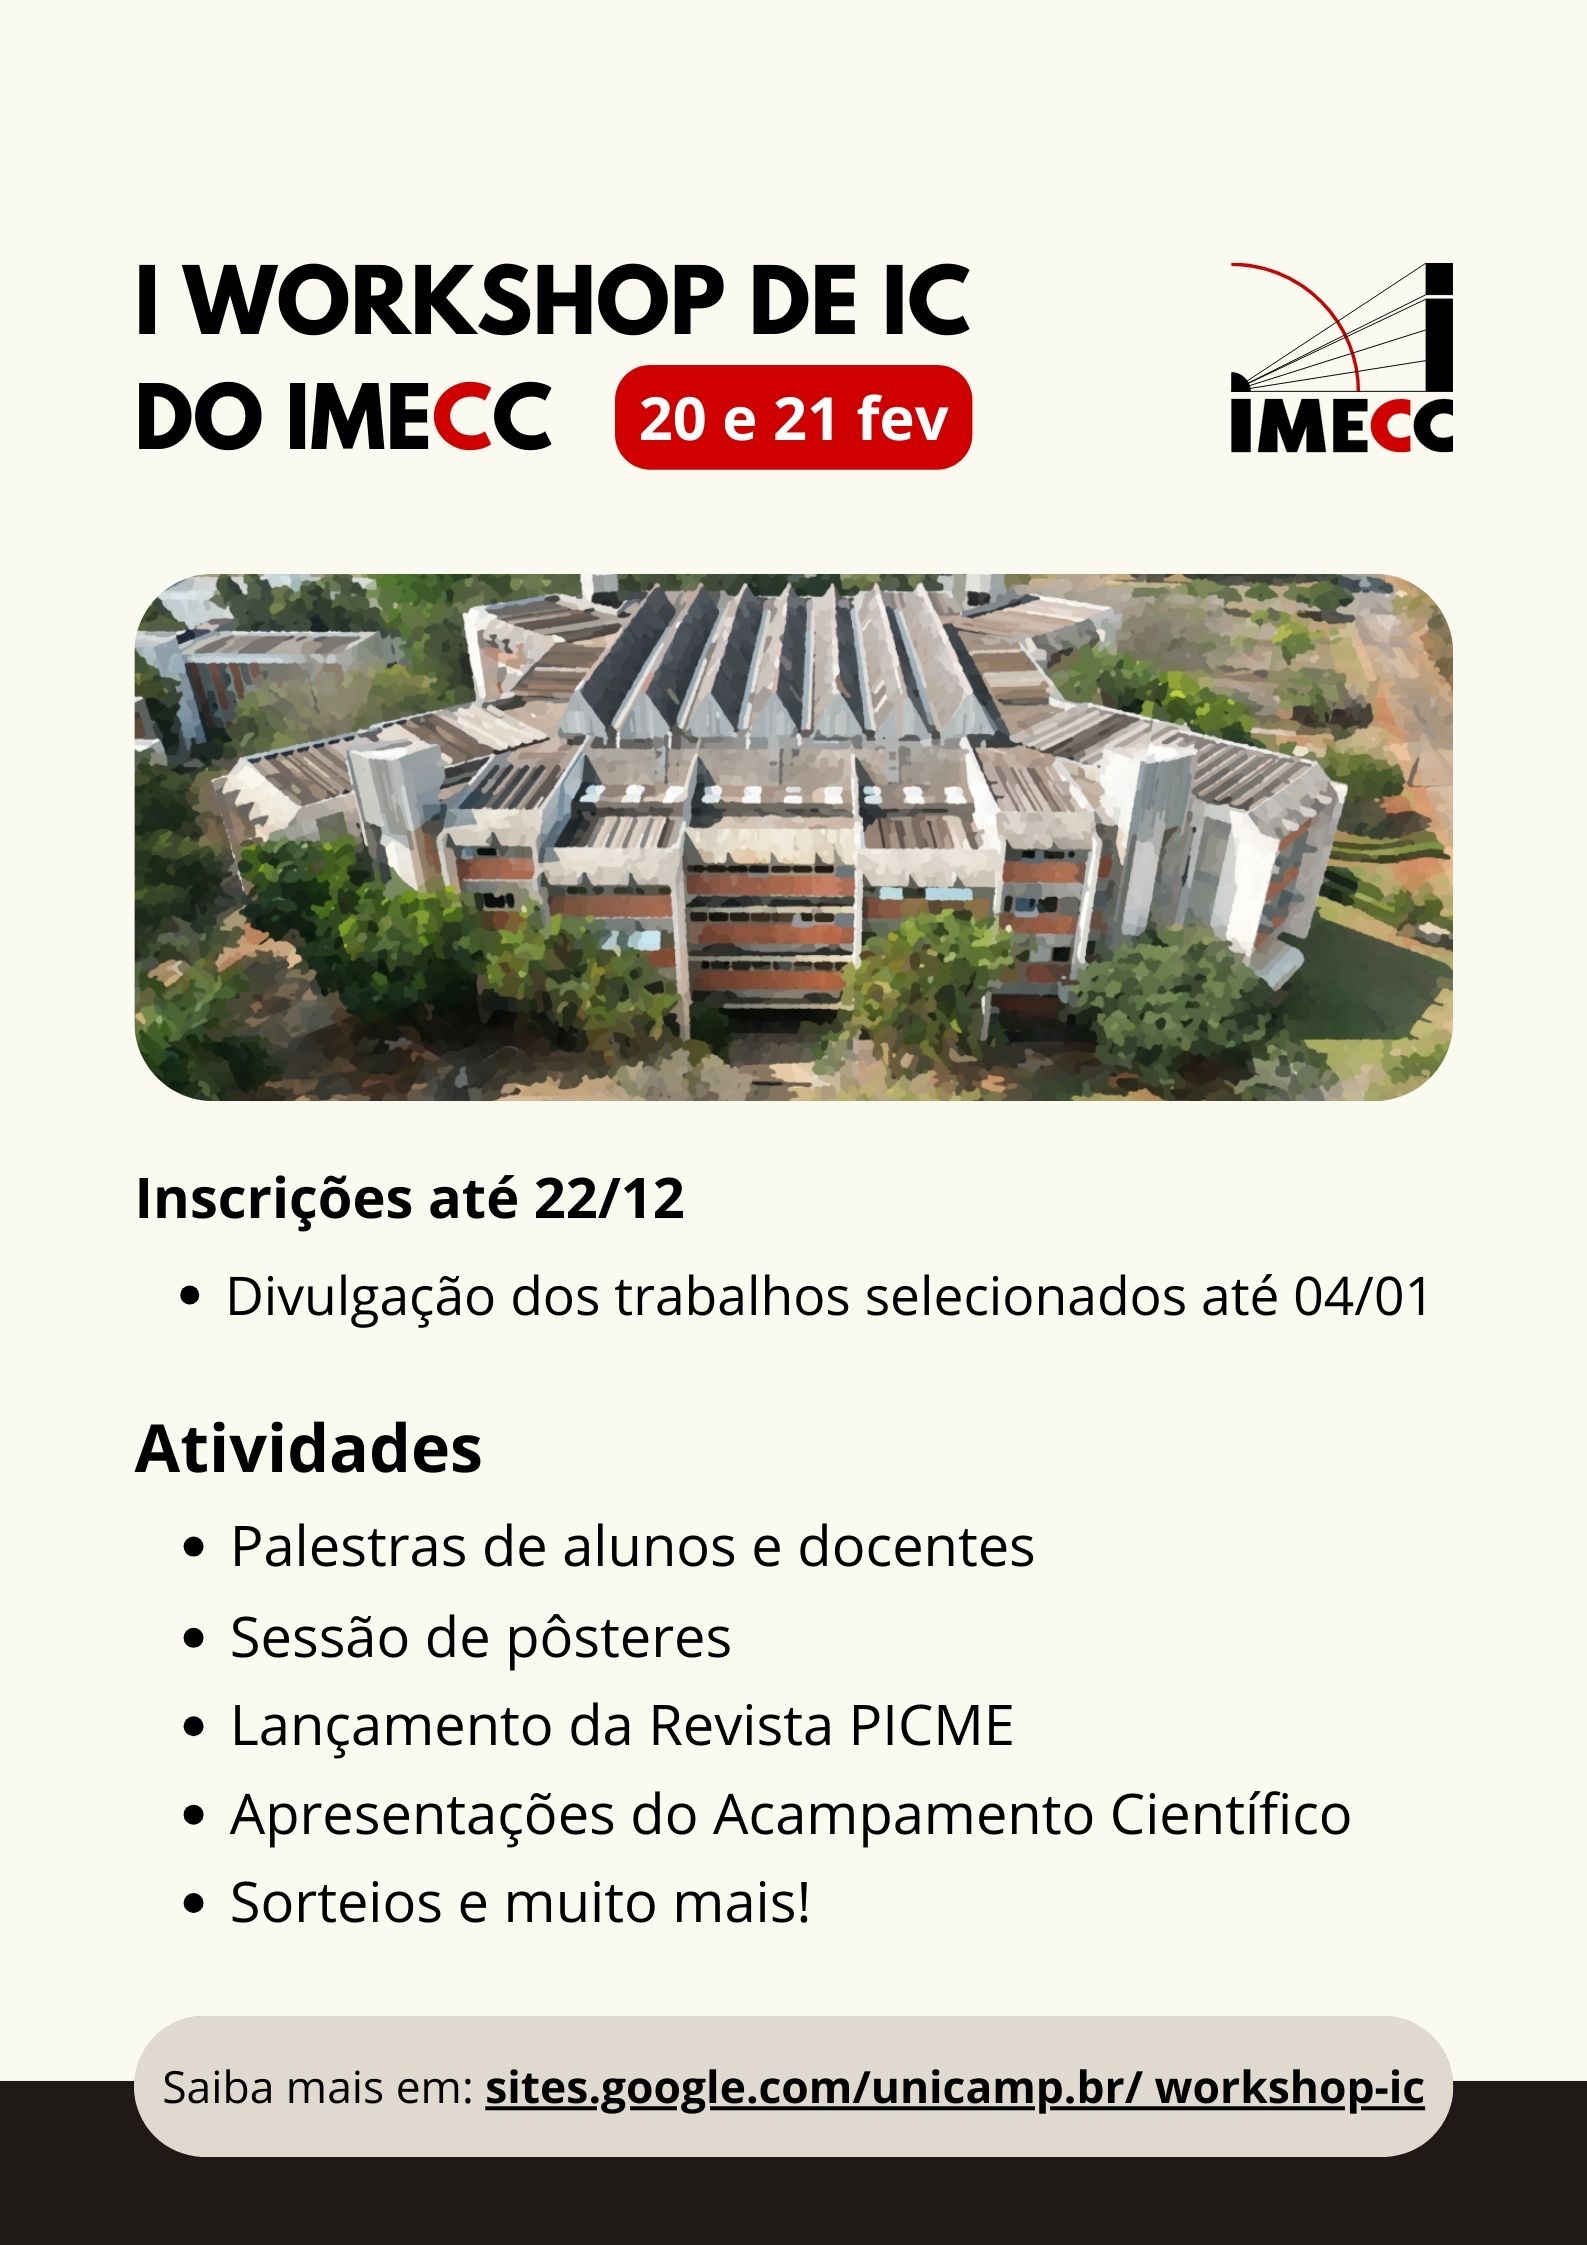 I WORKSHOP DE IC
DO IMECC
20 e 21 fev
IMECC
Inscrições até 22/12
• Divulgação dos trabalhos selecionados até 04/01
Atividades
• Palestras de alunos e docentes
• Sessão de pôsteres
• Lançamento da Revista PICME
• Apresentações do Acampamento Científico
• Sorteios e muito mais!
Saiba mais em: sites.google.com/unicamp.br/ workshop-ic